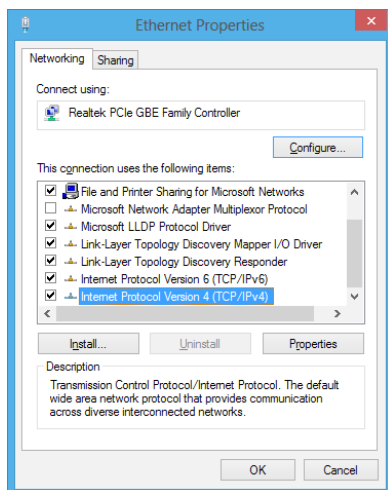 Ethernet Properties
Networking
Sharing
Connect using:
Realtek PCIe GBE Family Controller
Configure...
This connection uses the following items:
File and Printer Sharing for Microsoft Networks
Microsoft Network Adapter Multiplexor Protocol
Microsoft LLDP Protocol Driver
Link-Layer Topology Discovery Mapper I/O Driver
Link-Layer Topology Discovery Responder
Internet Protocol Version 6 (TCP/IPv6)
Internet Protocol Version 4 (TCP/IPv4)
Install...
Uninstall
Properties
Description
Transmission Control Protocol/Internet Protocol. The default
wide area network protocol that provides communication
across diverse interconnected networks.
OK
Cancel